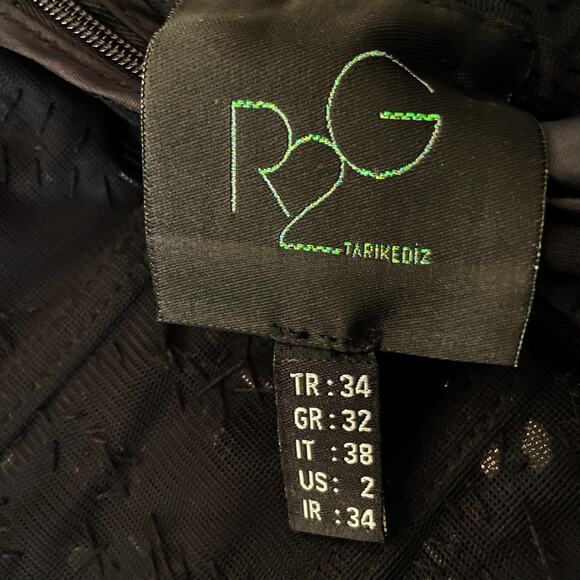 R2G
TARIKEDİZ
TR:34
GR:32
IT :38
US: 2
IR :34